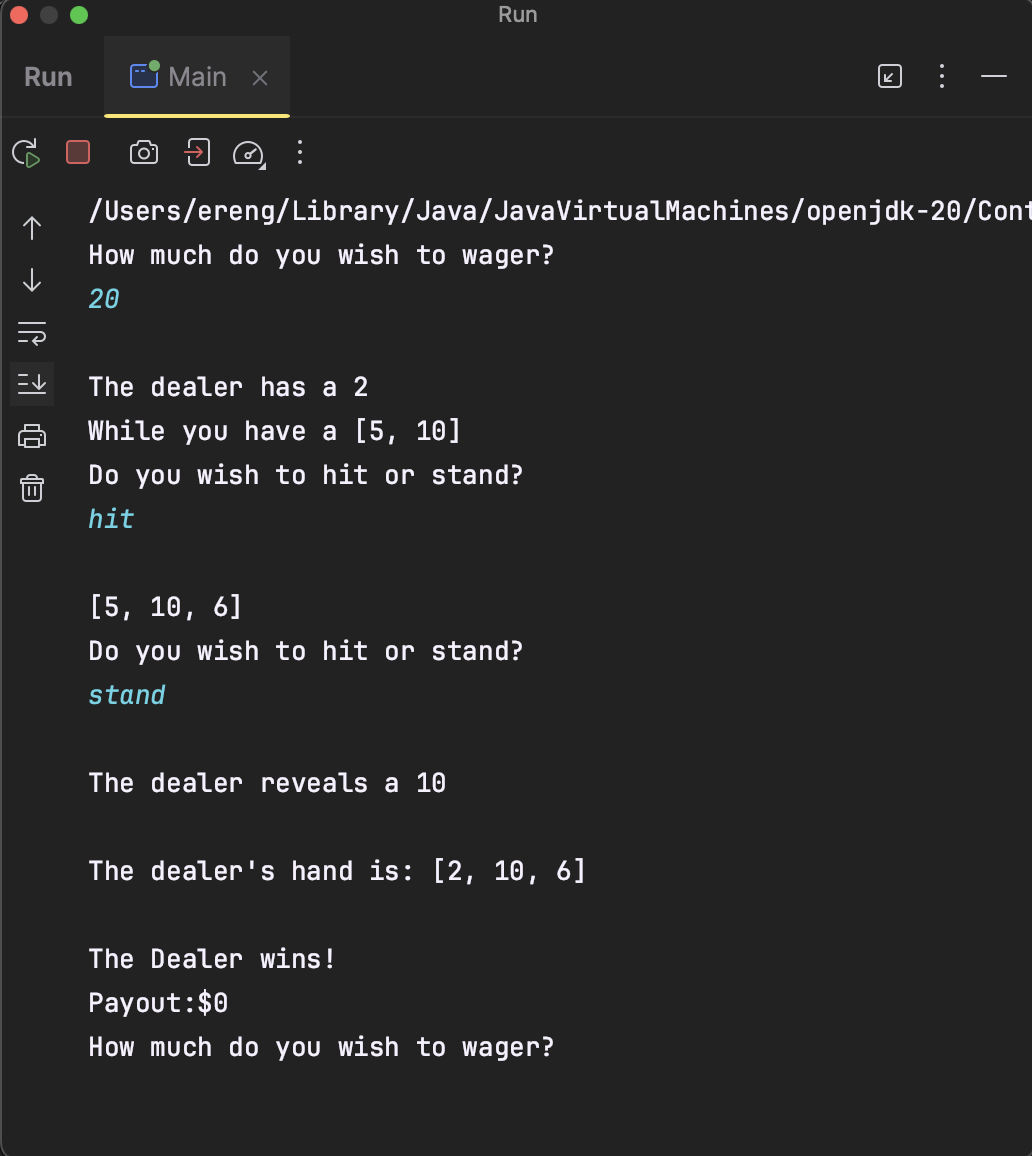 Run
Run
Main
/Users/ereng/Library/Java/JavaVirtualMachines/openjdk-20/Cont
How much do you wish to wager?
20
The dealer has a 2
While you have a [5, 10]
Do you wish to hit or stand?
hit
[5, 10, 6]
Do you wish to hit or stand?
stand
The dealer reveals a 10
The dealer's hand is: [2, 10, 6]
The Dealer wins!
Payout:$0
How much do you wish to wager?